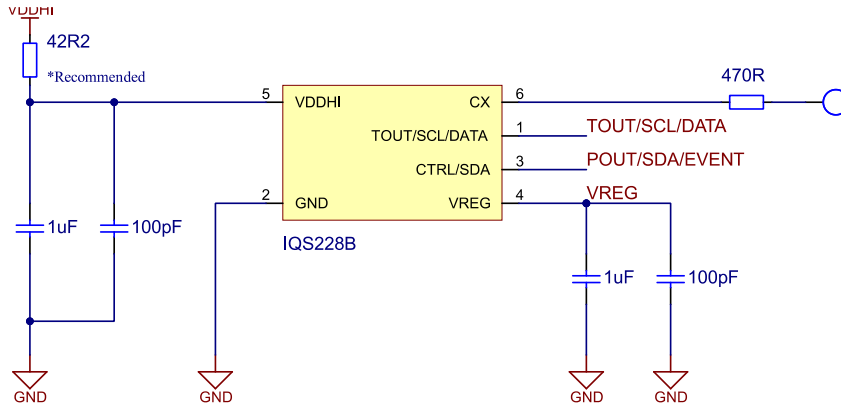 VDDHI
42R2
*Recommended
470R
5
VDDHI
CX
6
TOUT/SCL/DATA
1
TOUT/SCL/DATA
CTRL/SDA
3
POUT/SDA/EVENT
2
GND
VREG
4
VREG
1uF
100pF
IQS228B
1uF
100pF
GND
GND
GND
GND